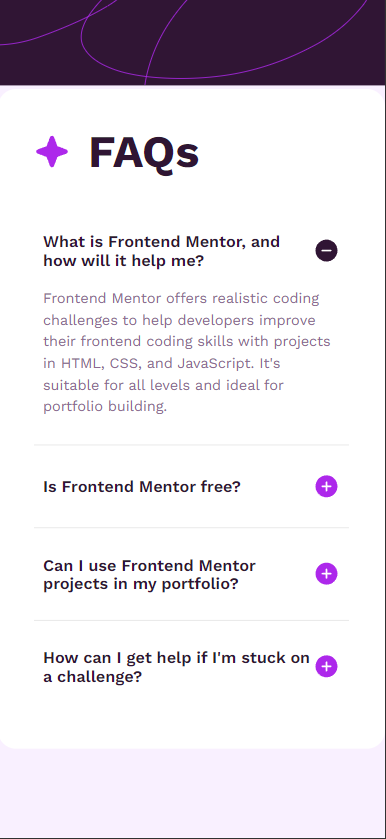 FAQs
What is Frontend Mentor, and
how will it help me?
Frontend Mentor offers realistic coding
challenges to help developers improve
their frontend coding skills with projects
in HTML, CSS, and JavaScript. It's
suitable for all levels and ideal for
portfolio building.
Is Frontend Mentor free?
Can I use Frontend Mentor
projects in my portfolio?
How can I get help if I'm stuck on
a challenge?